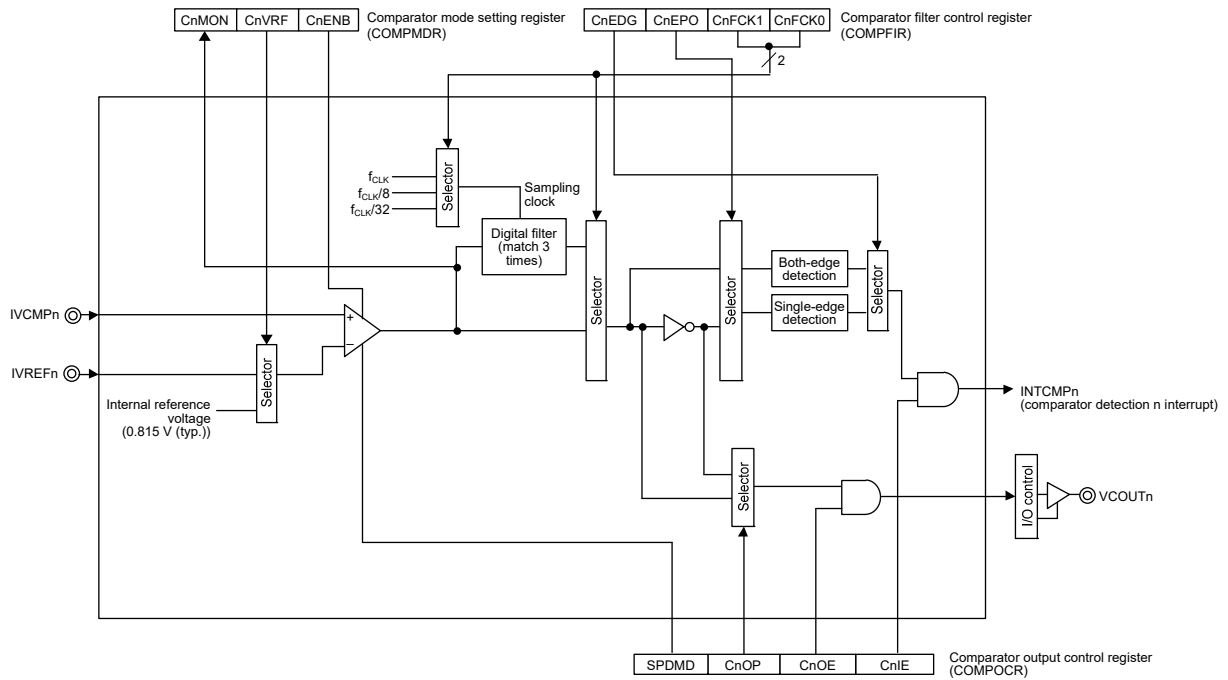 CnMON CnVRF CnENB
Comparator mode setting register
(COMPMDR)
CnEDG CnEPO CnFCK1 CnFCK0
Comparator filter control register
(COMPFIR)
2
Selector
fCLK
fCLK/8
fCLK/32
Sampling
clock
Digital filter
(match 3
times)
Selector
Selector
Both-edge
detection
Single-edge
detection
Selector
IVCMPn
+
−
IVREFn
Selector
Internal reference
voltage
(0.815 V (typ.))
INTCMPn
(comparator detection n interrupt)
Selector
I/O control
VCOUTn
SPDMD CnOP CnOE CnIE
Comparator output control register
(COMPOCR)